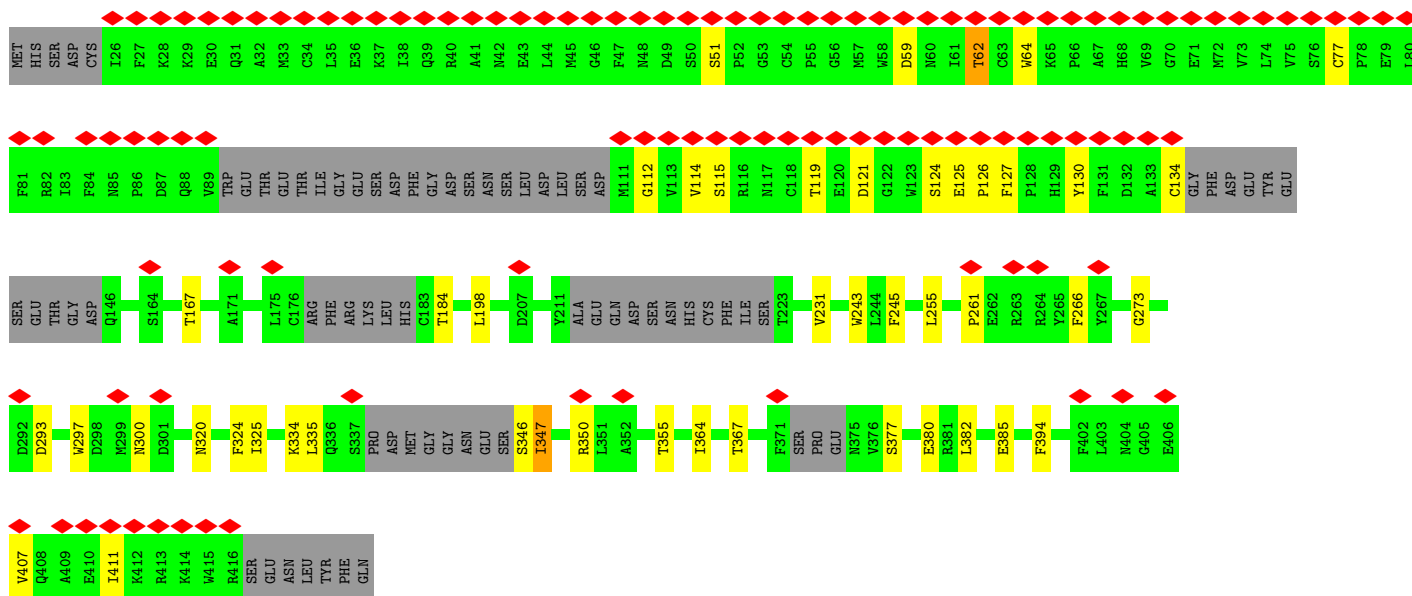 MET HIS SER ASP CYS I26 F27 K28 K29 E30 Q31 A32 M33 C34 L35 E36 K37 I38 Q39 R40 A41 N42 E43 L44 M45 G46 F47 N48 D49 S50 S51 P52 G53 C54 P55 G56 M57 W58 D59 N60 I61 T62 C63 W64 K65 P66 A67 H68 V69 G70 E71 M72 V73 L74 V75 S76 C77 P78 E79 L80
F81 R82 I83 F84 N85 P86 D87 Q88 V89 TRP GLU THR GLU THR ILE GLY GLU SER ASP PHE GLY ASP SER ASN SER LEU ASP LEU SER ASP M111 G112 V113 V114 S115 R116 N117 C118 T119 E120 D121 G122 W123 S124 E125 P126 F127 P128 H129 Y130 F131 D132 A133 C134 GLY PHE ASP GLU TYR GLU
SER GLU THR GLY ASP Q146 S164 T167 A171 L175 C176 ARG PHE ARG LYS LEU HIS C183 T184 L198 D207 Y211 ALA GLU GLN ASP SER ASN HIS CYS PHE ILE SER T223 V231 W243 L244 F245 L255 P261 E262 R263 R264 Y265 F266 Y267 G273
D292 D293 W297 D298 M299 N300 D301 N320 F324 I325 K334 L335 Q336 S337 PRO ASP MET GLY GLY ASN GLU SER S346 I347 R350 L351 A352 T355 I364 T367 F371 SER PRO GLU N375 V376 S377 E380 R381 L382 E385 F394 F402 L403 N404 G405 E406
V407 Q408 A409 E410 I411 K412 R413 K414 W415 R416 SER GLU ASN LEU TYR PHE GLN